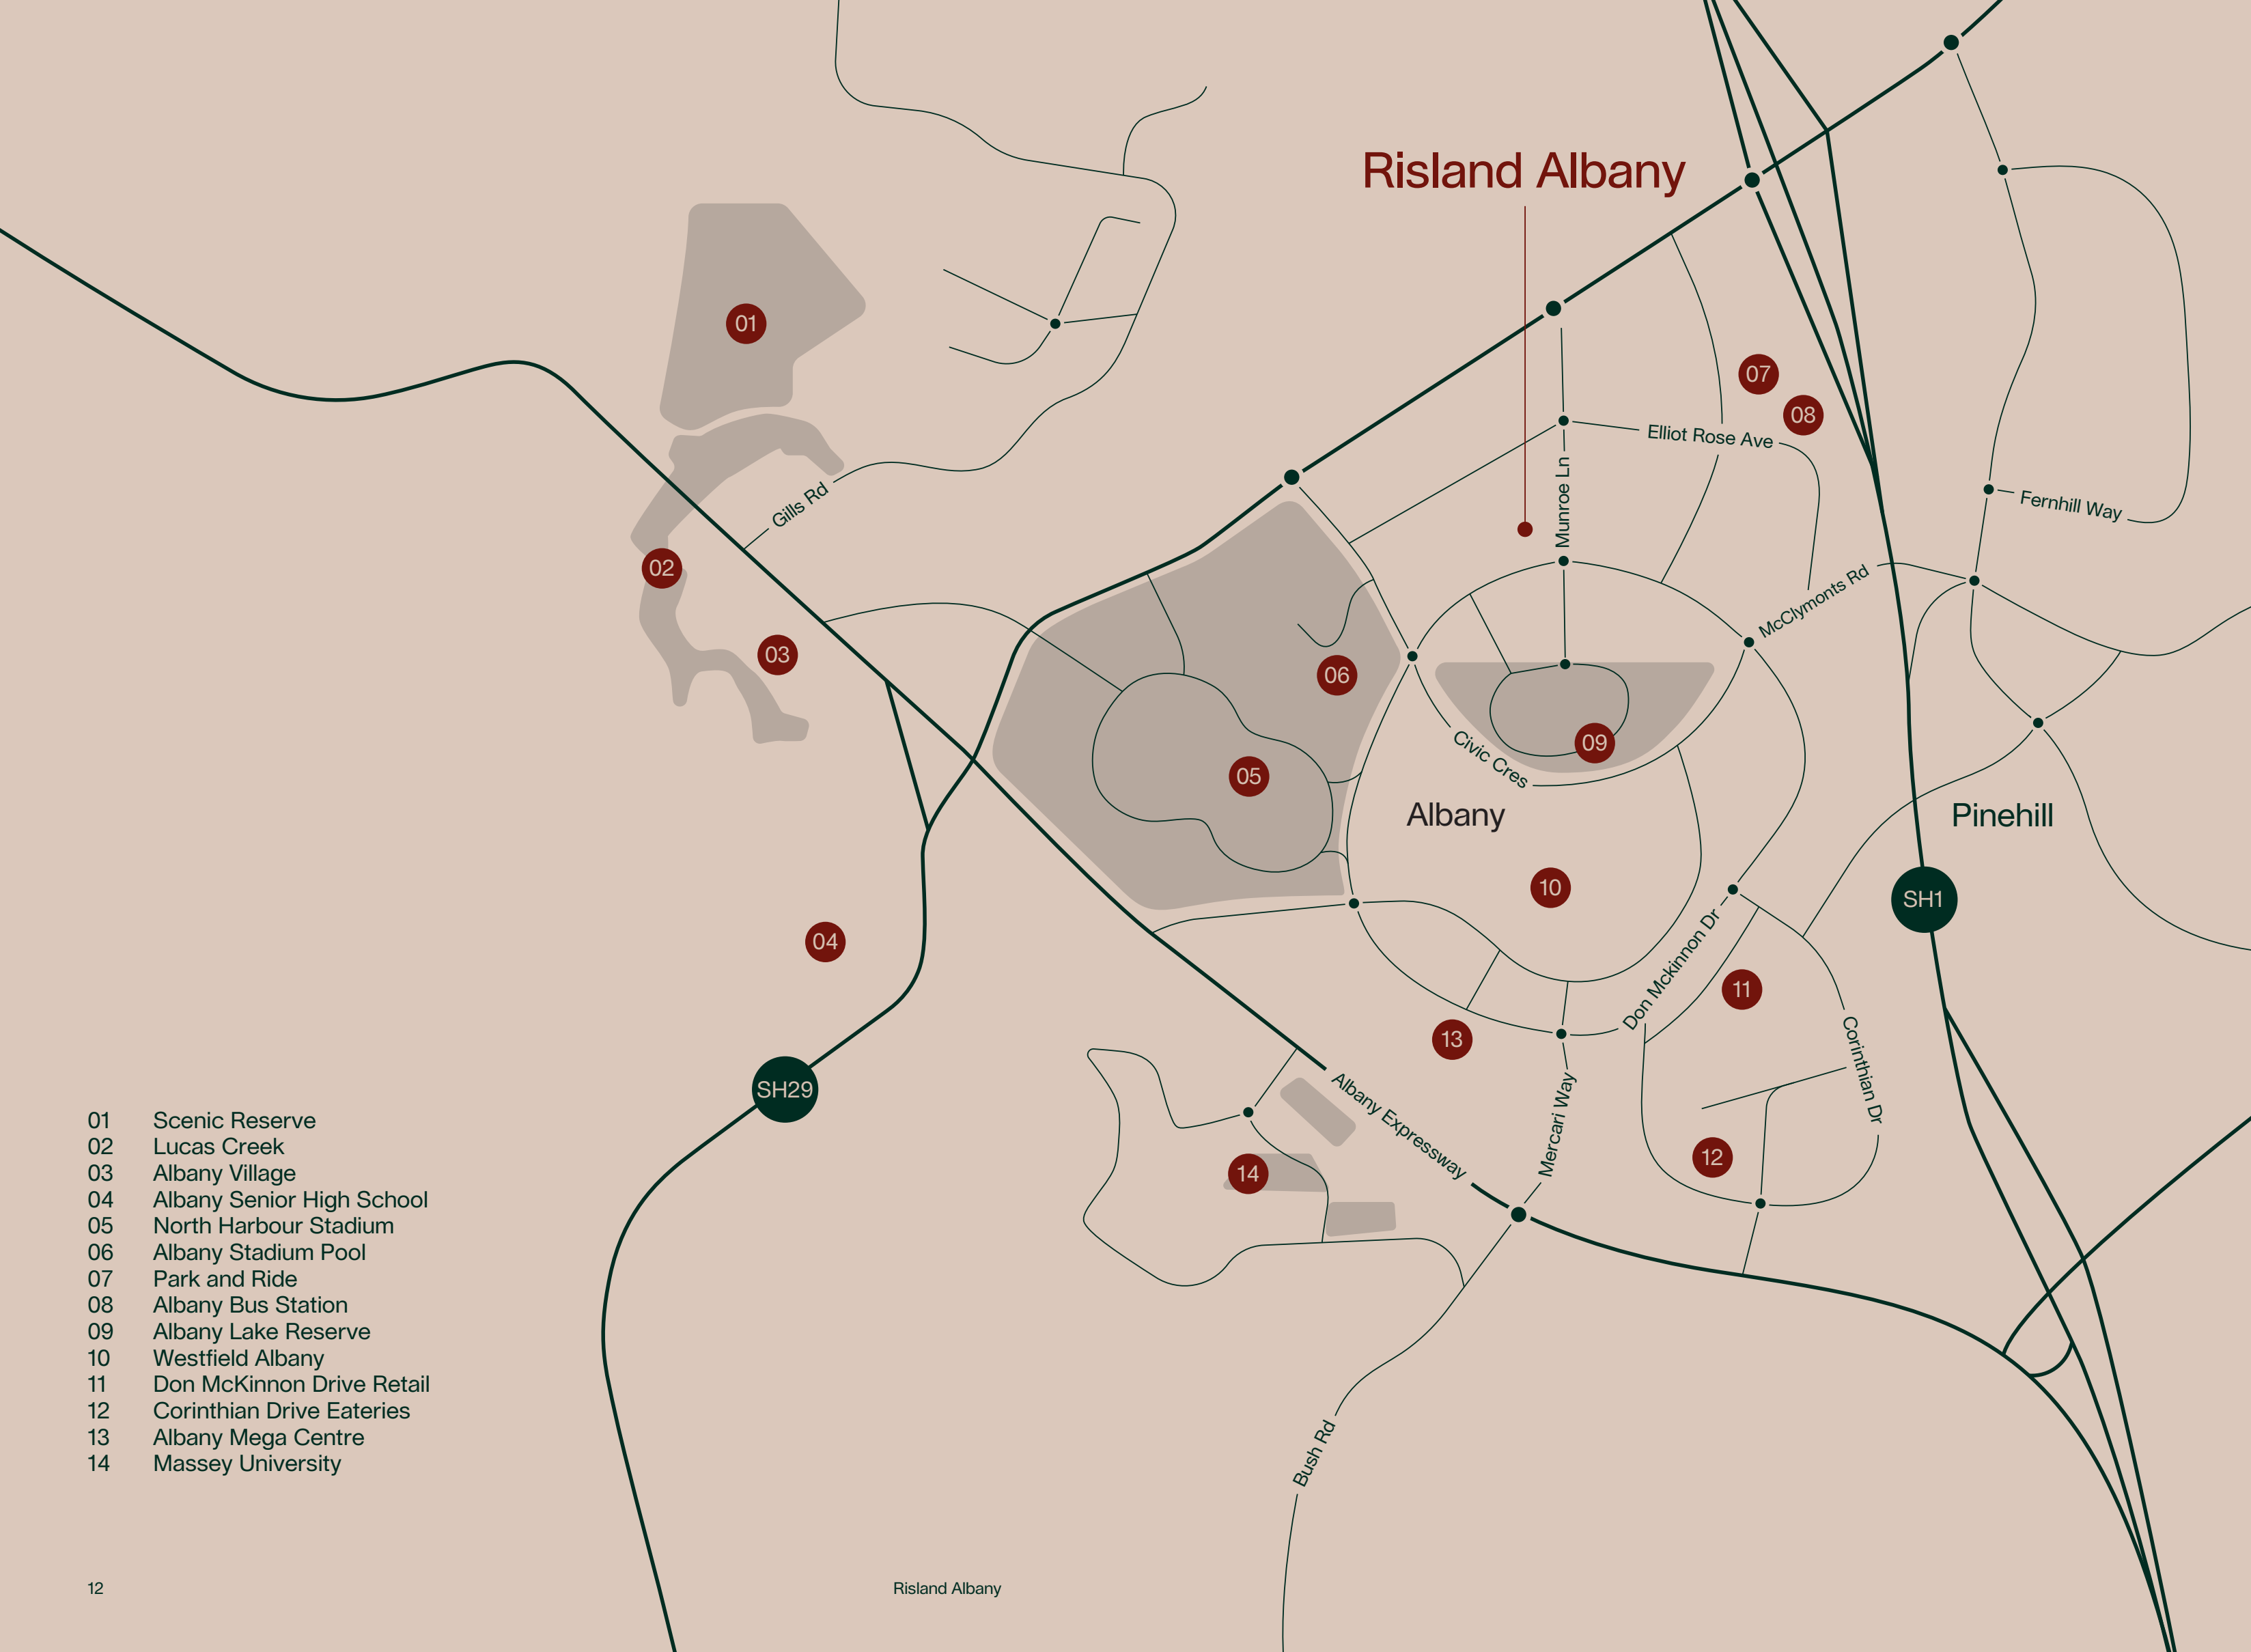 Risland Albany
01
07
08
Elliot Rose Ave
Munroe Ln
Gills Rd
Fernhill Way
02
McClymonts Rd
03
06
09
Civic Cres
05
Albany
Pinehill
10
SH1
Don Mckinnon Dr
04
11
13
Corinthian Dr
SH29
Albany Expressway
Mercari Way
12
14
Bush Rd
01 Scenic Reserve
02 Lucas Creek
03 Albany Village
04 Albany Senior High School
05 North Harbour Stadium
06 Albany Stadium Pool
07 Park and Ride
08 Albany Bus Station
09 Albany Lake Reserve
10 Westfield Albany
11 Don McKinnon Drive Retail
12 Corinthian Drive Eateries
13 Albany Mega Centre
14 Massey University
12
Risland Albany